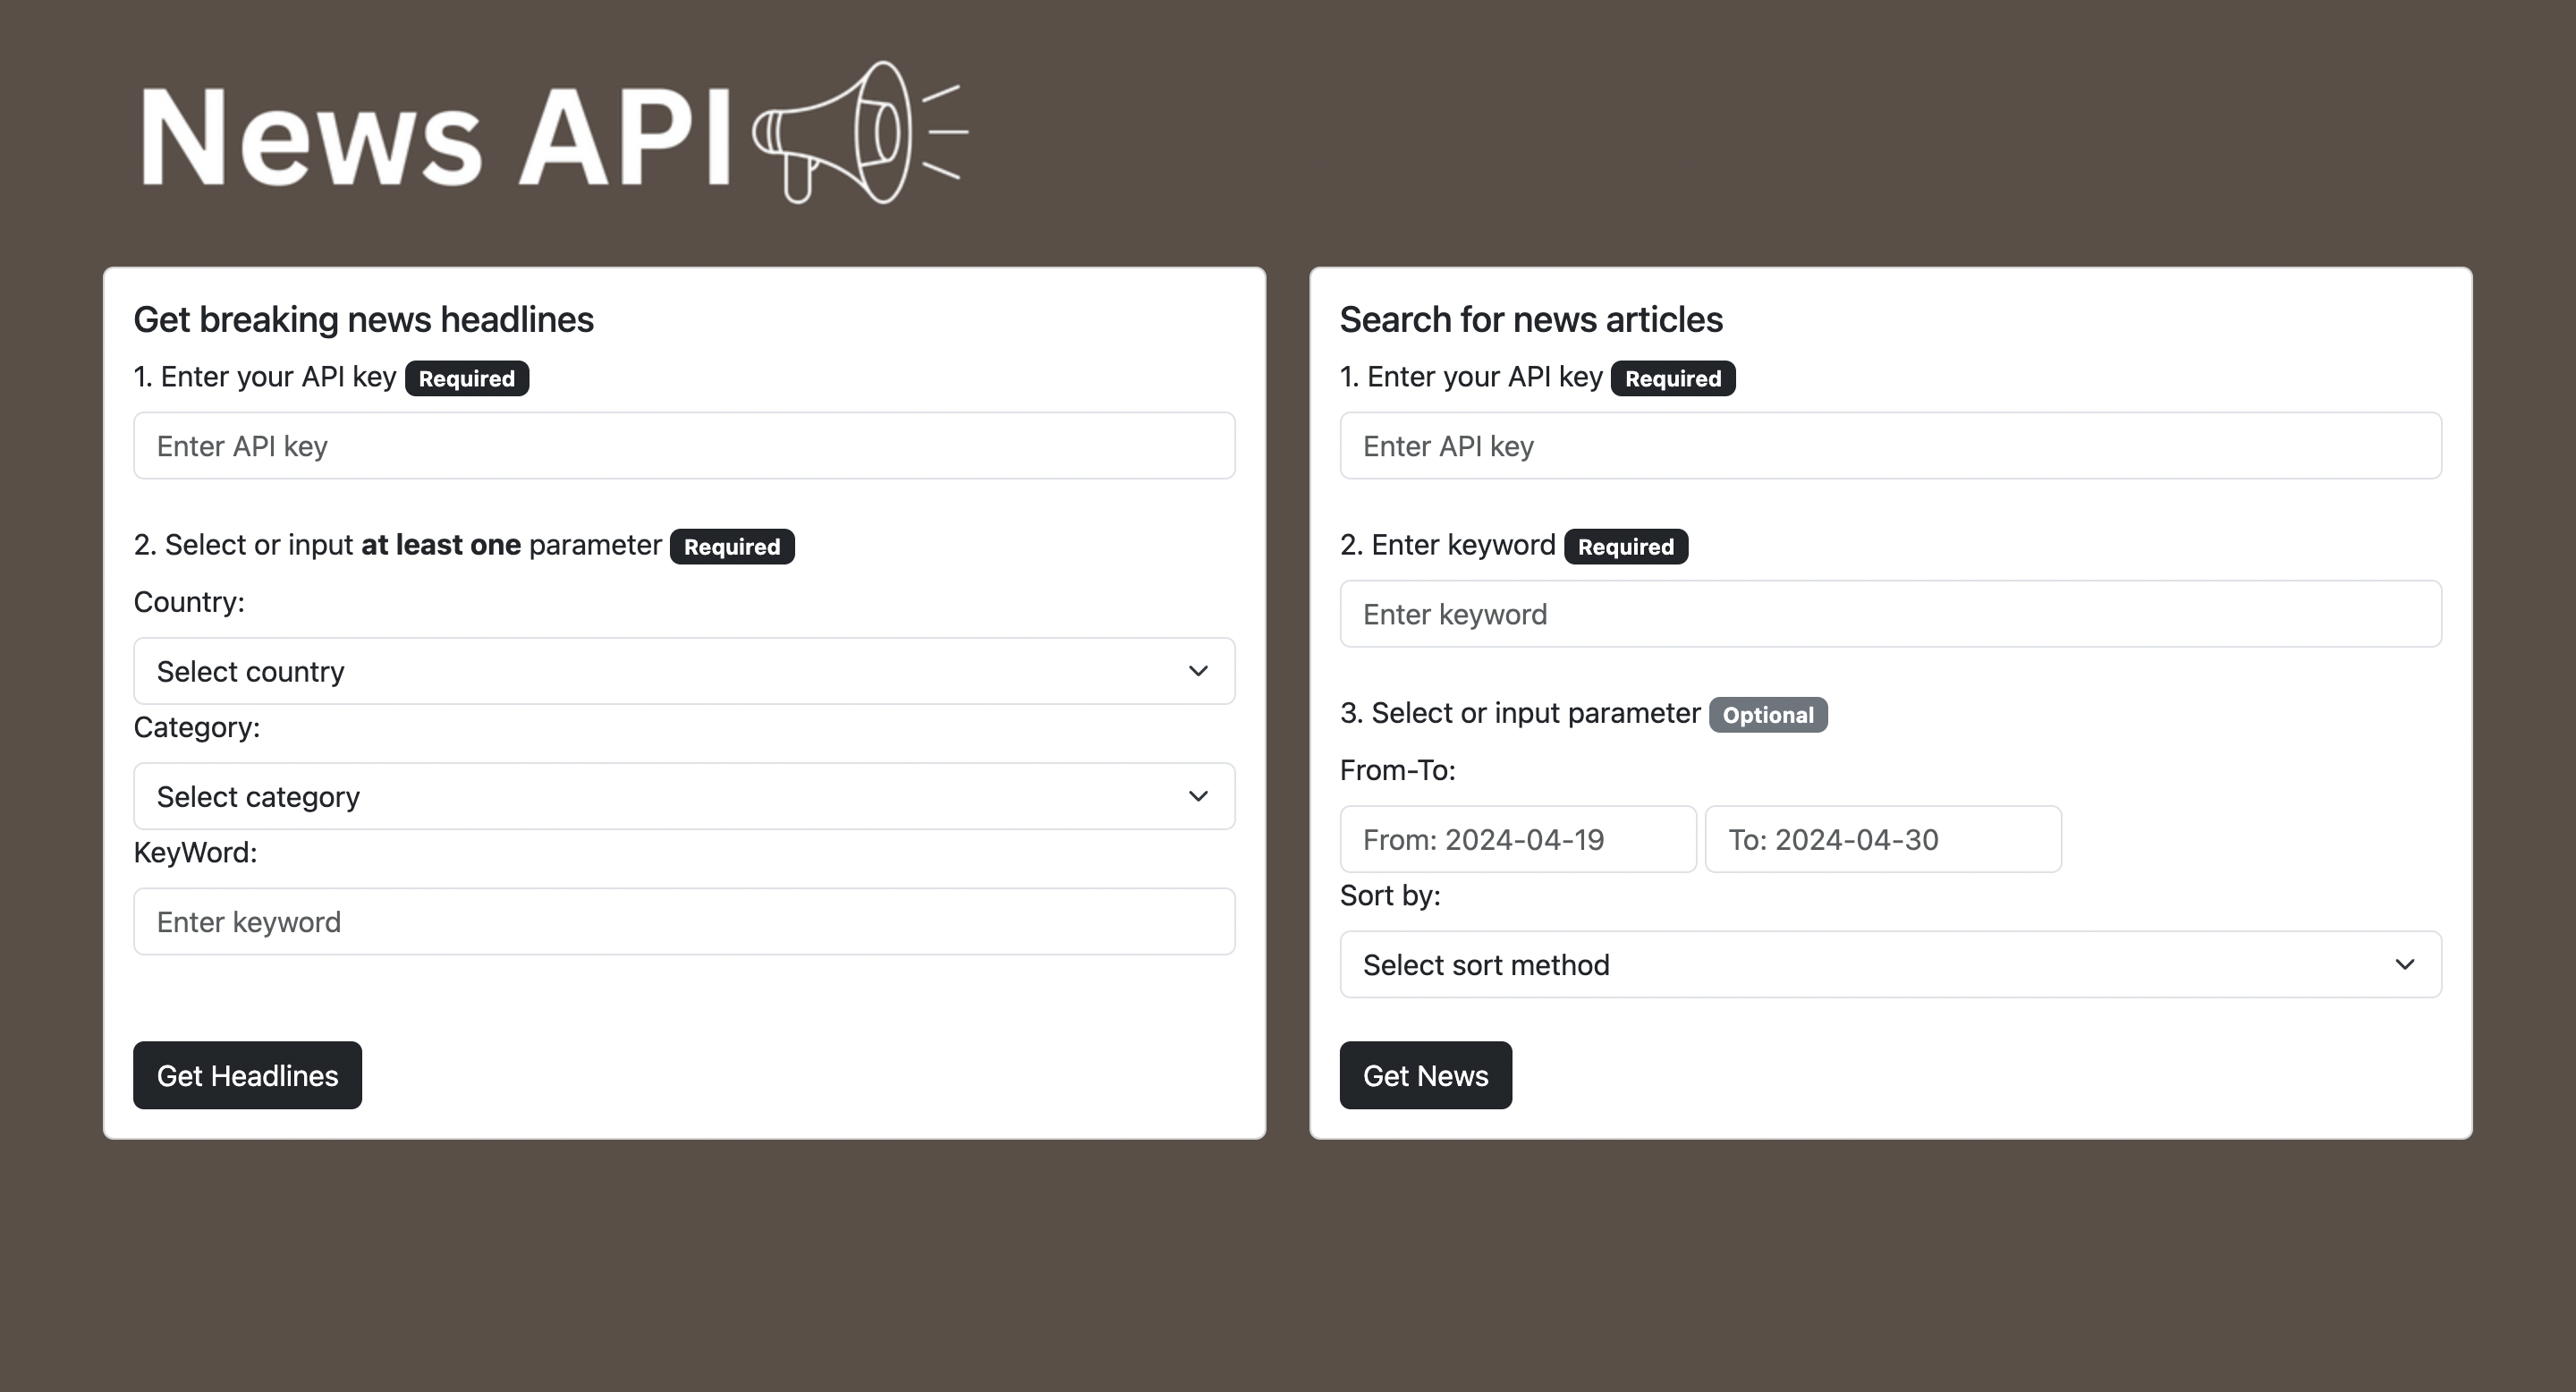 News API
Get breaking news headlines
1. Enter your API key Required
Enter API key
2. Select or input at least one parameter Required
Country:
Select country
Category:
Select category
KeyWord:
Enter keyword
Get Headlines
Search for news articles
1. Enter your API key Required
Enter API key
2. Enter keyword Required
Enter keyword
3. Select or input parameter Optional
From-To:
From: 2024-04-19 To: 2024-04-30
Sort by:
Select sort method
Get News